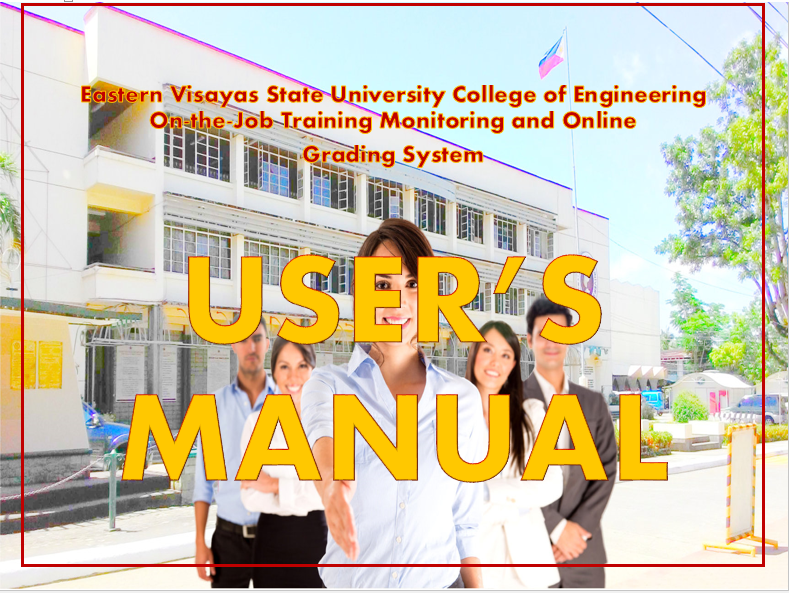 Eastern Visayas State University College of Engineering
On-the-Job Training Monitoring and Online
Grading System
USER'S
MANUAL